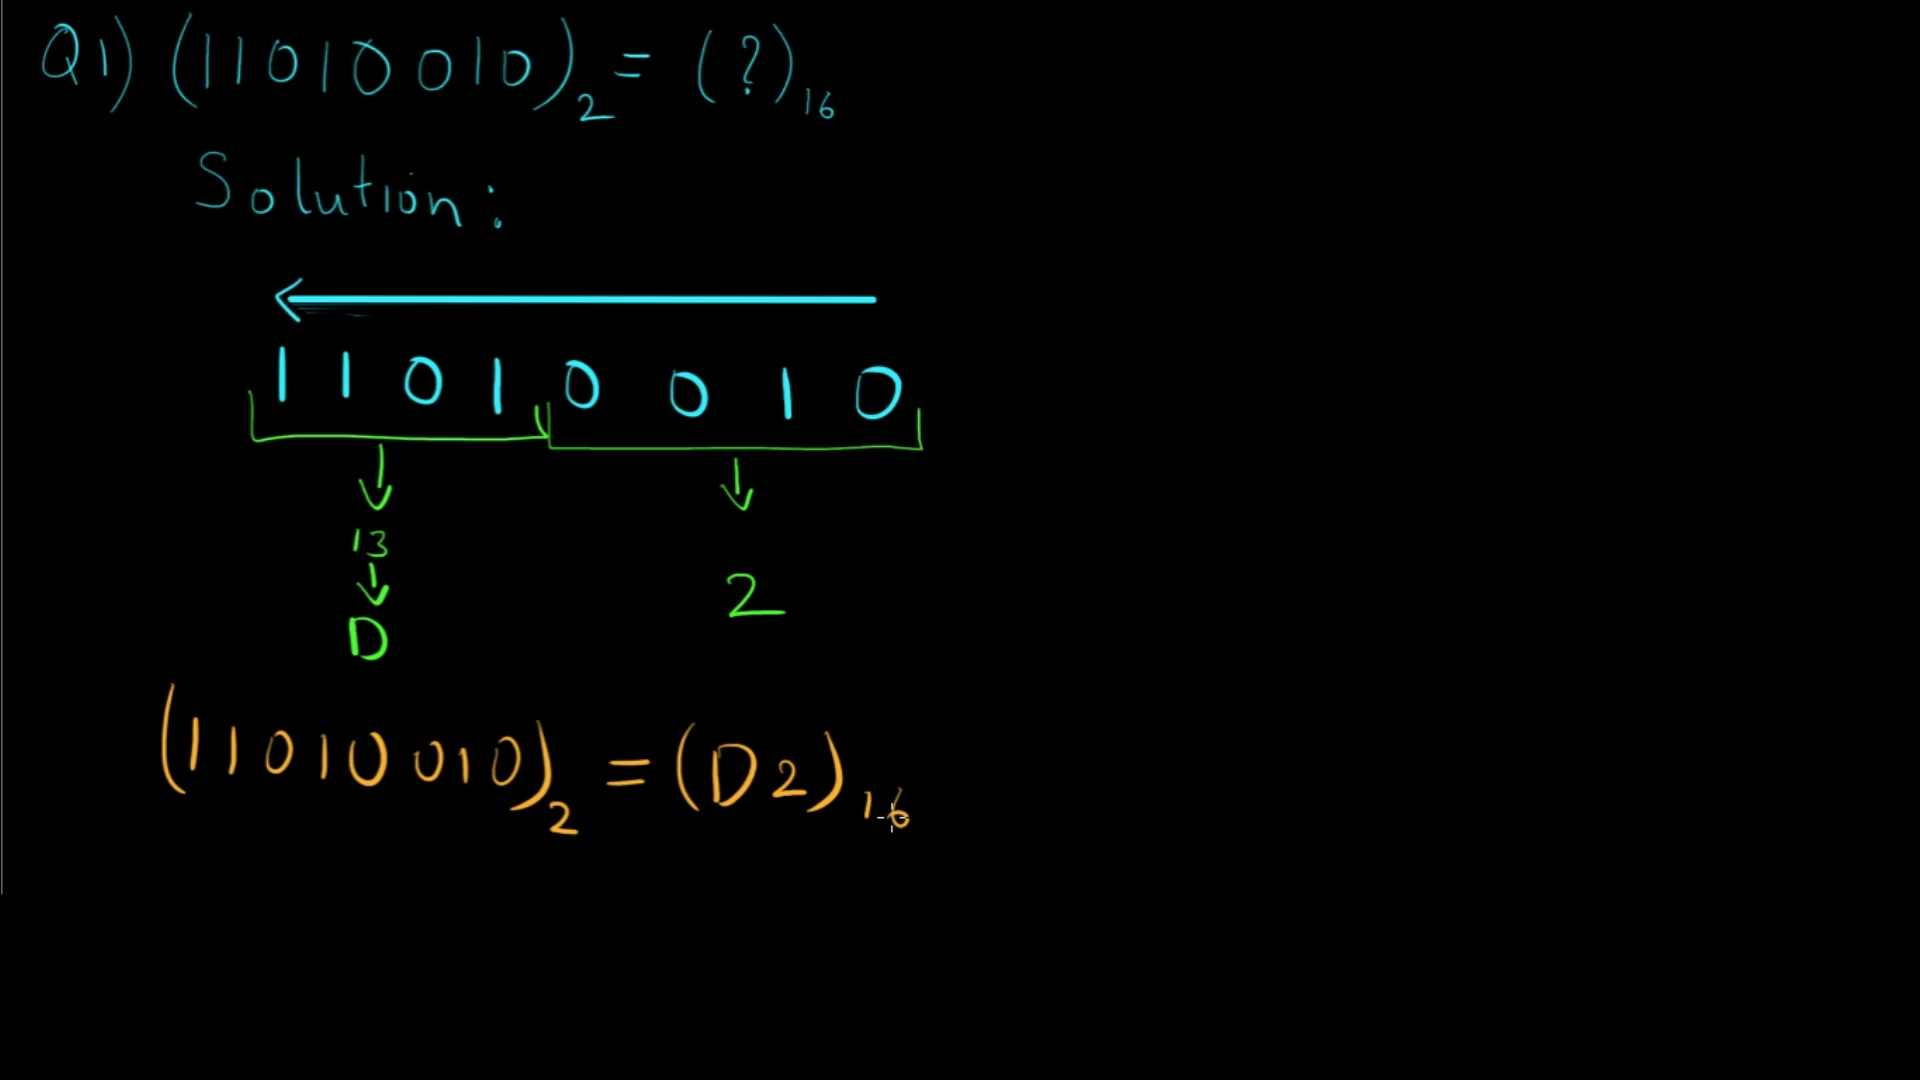 Q1) (11010010)₂ = (?)₁₆
Solution:
1 1 0 1 0 0 1 0
13 2
D
(11010010)₂ = (D2)₁₆